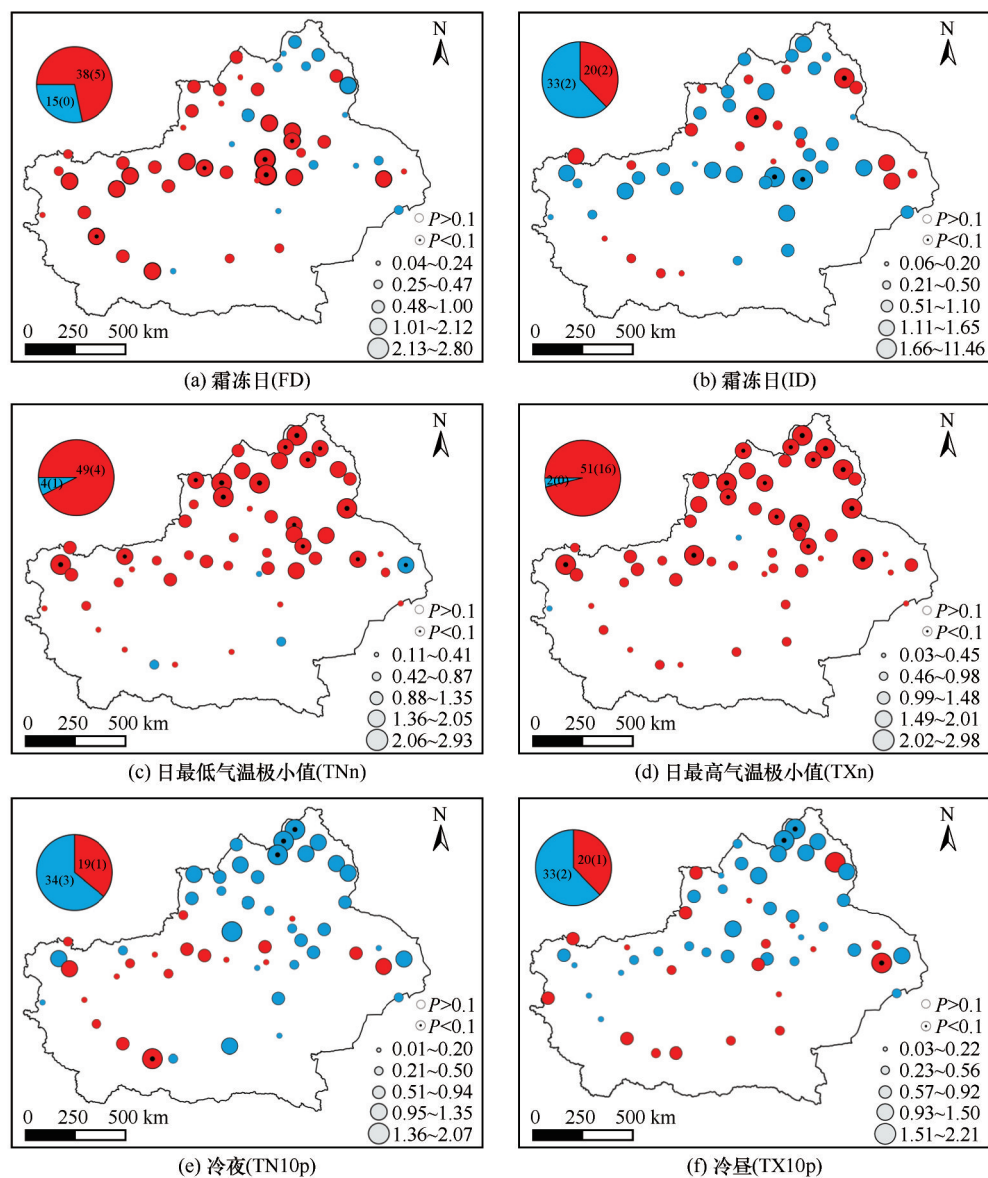 N
38(5)
15(0)
P>0.1
P<0.1
0.04~0.24
0.25~0.47
0.48~1.00
1.01~2.12
2.13~2.80
0 250 500 km
(a) 霜冻日(FD)
N
20(2)
33(2)
P>0.1
P<0.1
0.06~0.20
0.21~0.50
0.51~1.10
1.11~1.65
1.66~11.46
0 250 500 km
(b) 霜冻日(ID)
N
49(4)
4(1)
P>0.1
P<0.1
0.11~0.41
0.42~0.87
0.88~1.35
1.36~2.05
2.06~2.93
0 250 500 km
(c) 日最低气温极小值(TNn)
N
51(16)
2(0)
P>0.1
P<0.1
0.03~0.45
0.46~0.98
0.99~1.48
1.49~2.01
2.02~2.98
0 250 500 km
(d) 日最高气温极小值(TXn)
N
19(1)
34(3)
P>0.1
P<0.1
0.01~0.20
0.21~0.50
0.51~0.94
0.95~1.35
1.36~2.07
0 250 500 km
(e) 冷夜(TN10p)
N
20(1)
33(2)
P>0.1
P<0.1
0.03~0.22
0.23~0.56
0.57~0.92
0.93~1.50
1.51~2.21
0 250 500 km
(f) 冷昼(TX10p)